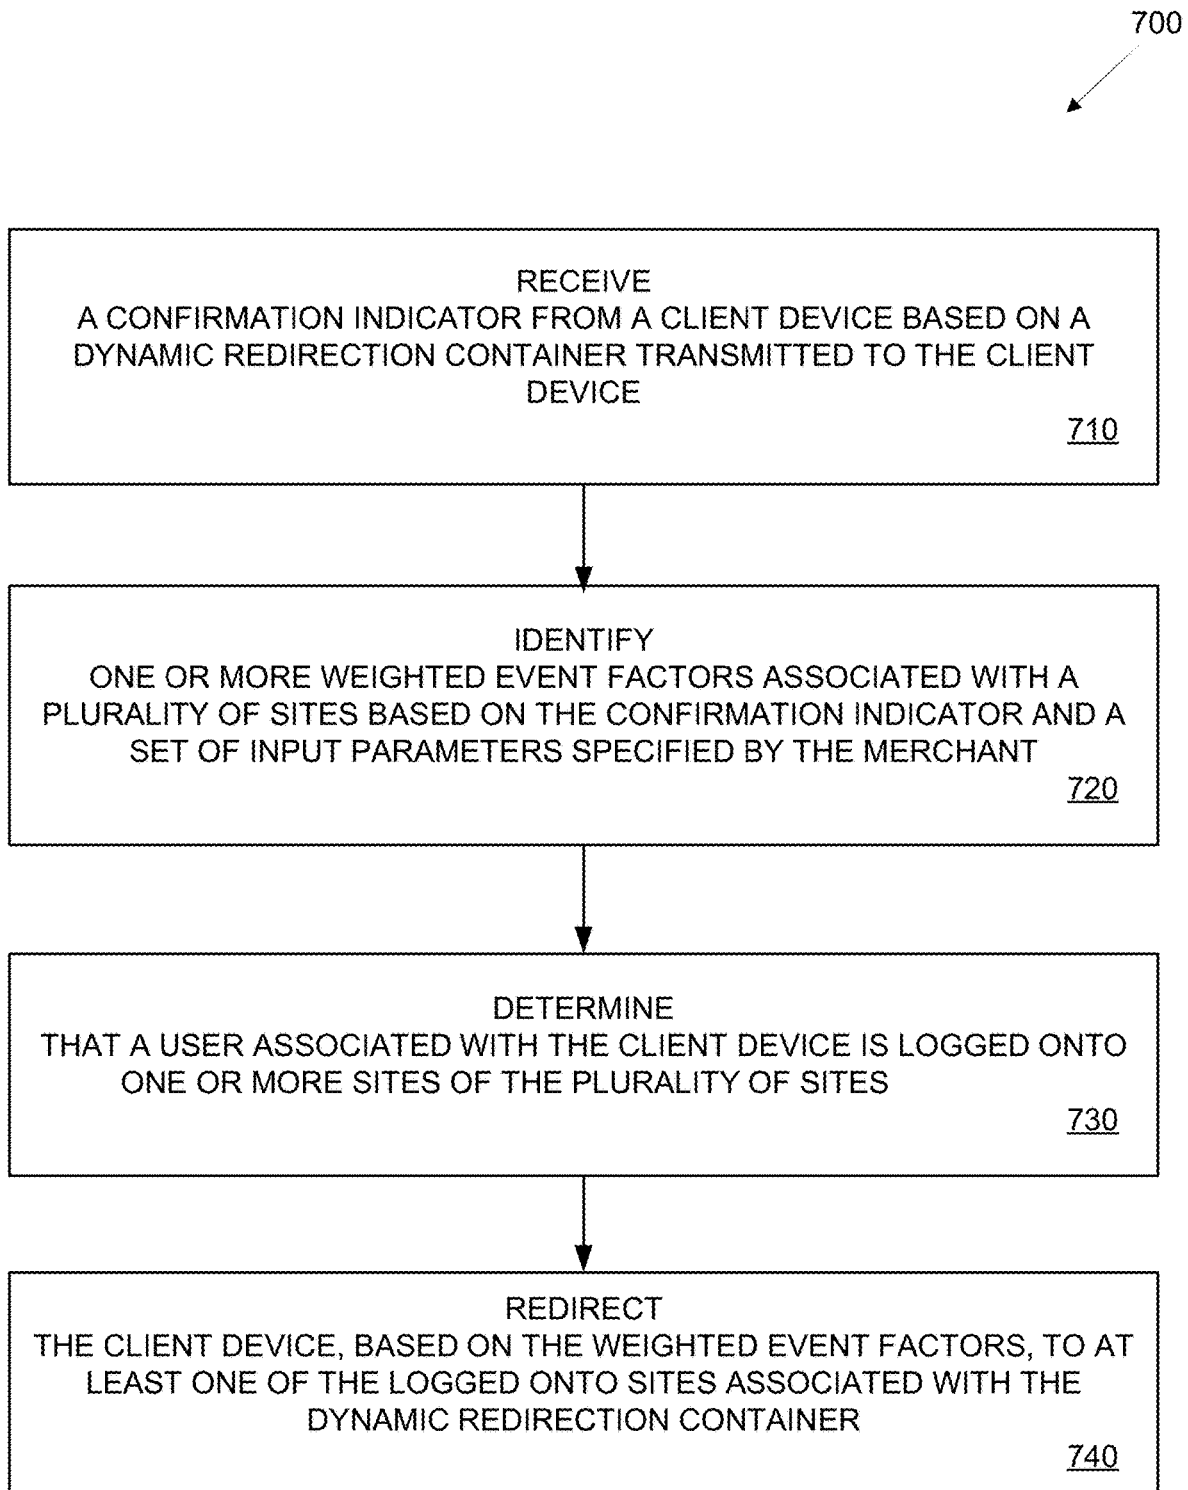 700
RECEIVE
A CONFIRMATION INDICATOR FROM A CLIENT DEVICE BASED ON A
DYNAMIC REDIRECTION CONTAINER TRANSMITTED TO THE CLIENT
DEVICE
710
IDENTIFY
ONE OR MORE WEIGHTED EVENT FACTORS ASSOCIATED WITH A
PLURALITY OF SITES BASED ON THE CONFIRMATION INDICATOR AND A
SET OF INPUT PARAMETERS SPECIFIED BY THE MERCHANT
720
DETERMINE
THAT A USER ASSOCIATED WITH THE CLIENT DEVICE IS LOGGED ONTO
ONE OR MORE SITES OF THE PLURALITY OF SITES
730
REDIRECT
THE CLIENT DEVICE, BASED ON THE WEIGHTED EVENT FACTORS, TO AT
LEAST ONE OF THE LOGGED ONTO SITES ASSOCIATED WITH THE
DYNAMIC REDIRECTION CONTAINER
740